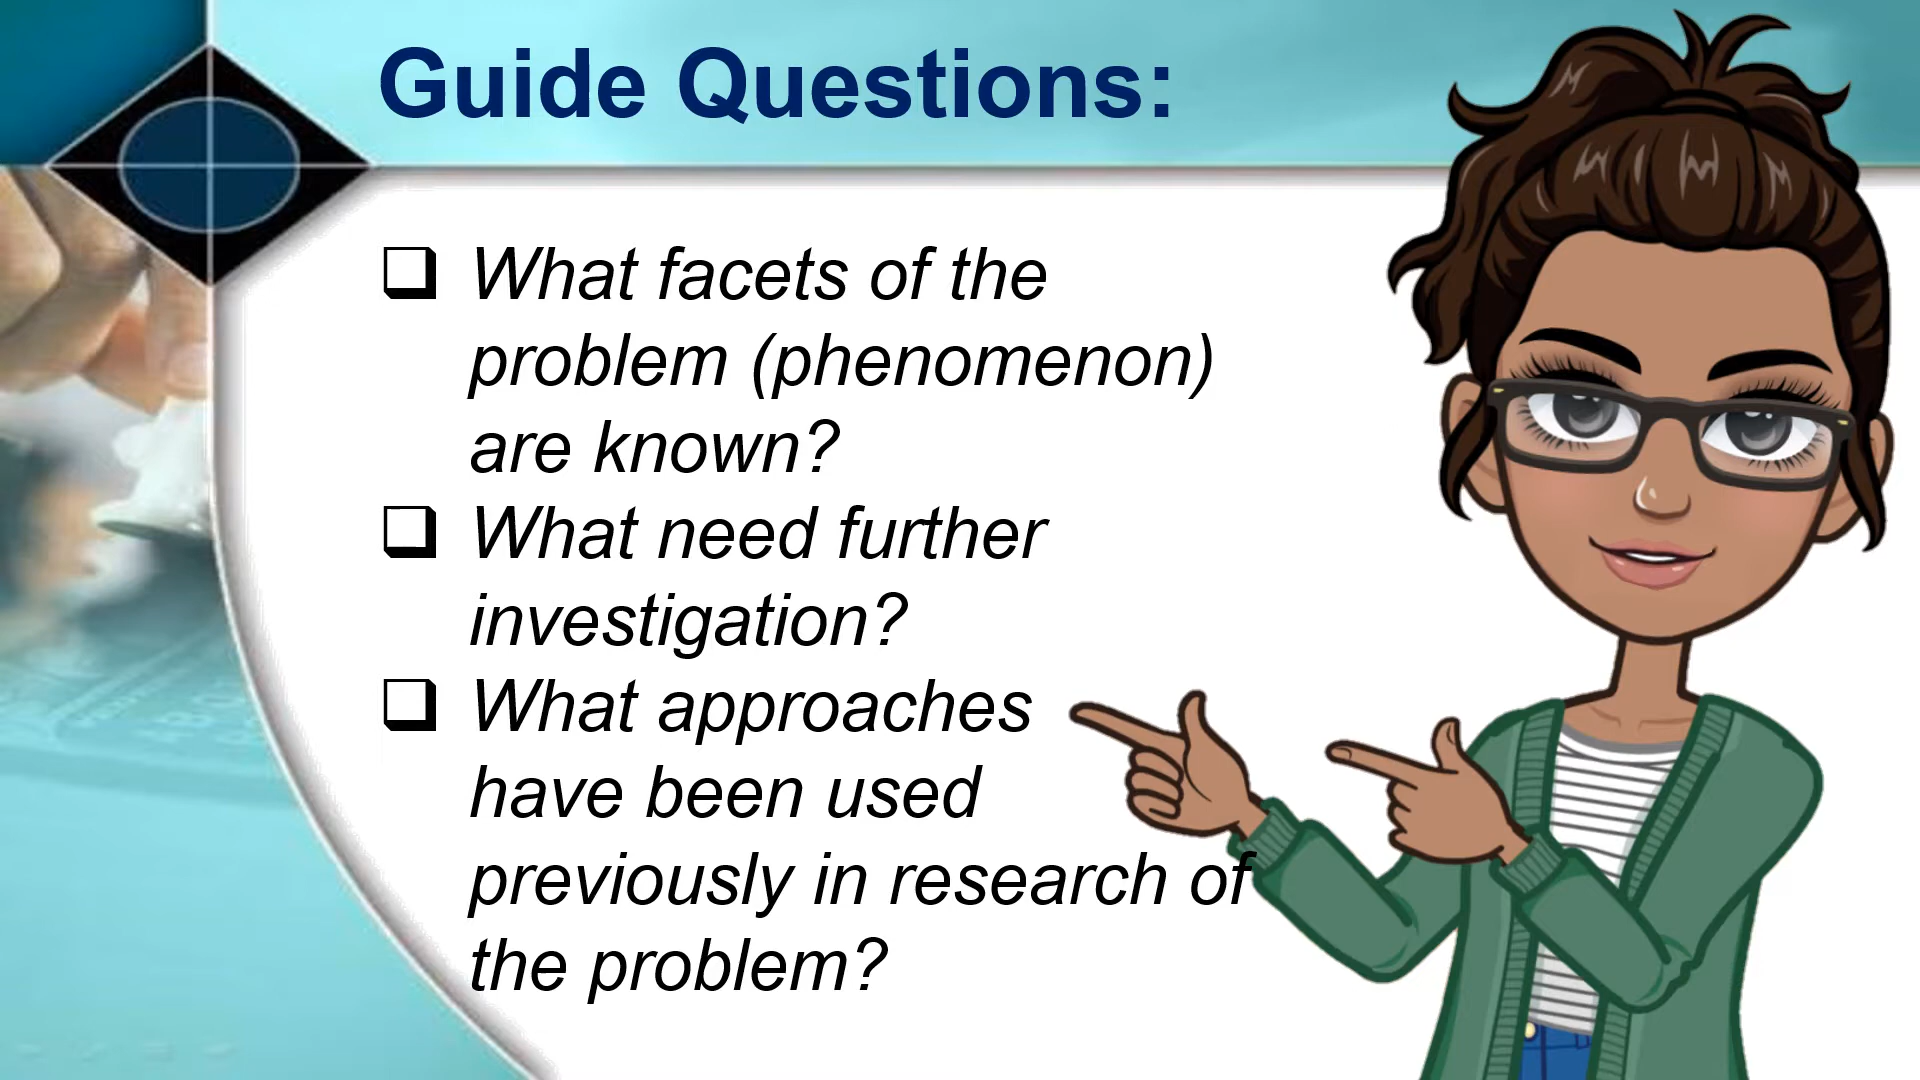 Guide Questions:
❑ What facets of the
problem (phenomenon)
are known?
❑ What need further
investigation?
❑ What approaches
have been used
previously in research of
the problem?